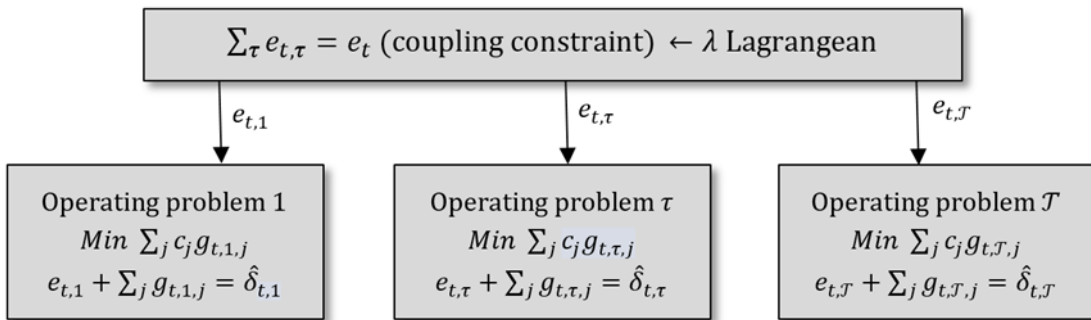 ∑_τ e_{t,τ} = e_t (coupling constraint) ← λ Lagrangean
e_{t,1}
e_{t,τ}
e_{t,𝒯}
Operating problem 1
Min ∑_j c_j g_{t,1,j}
e_{t,1} + ∑_j g_{t,1,j} = δ̂_{t,1}
Operating problem τ
Min ∑_j c_j g_{t,τ,j}
e_{t,τ} + ∑_j g_{t,τ,j} = δ̂_{t,τ}
Operating problem 𝒯
Min ∑_j c_j g_{t,𝒯,j}
e_{t,𝒯} + ∑_j g_{t,𝒯,j} = δ̂_{t,𝒯}